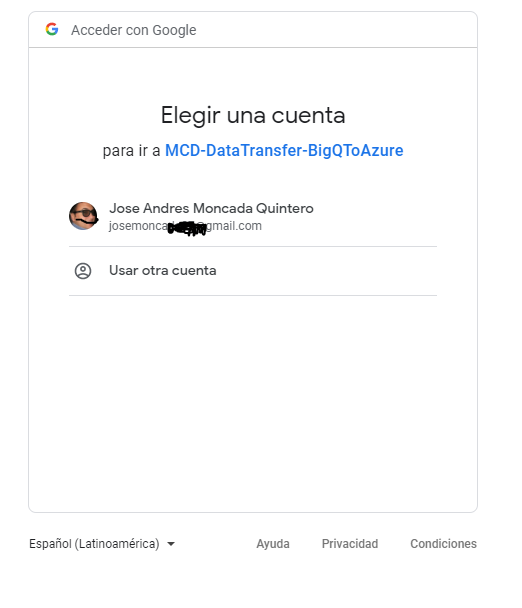 Acceder con Google
Elegir una cuenta
para ir a MCD-DataTransfer-BigQToAzure
Jose Andres Moncada Quintero
josemonca gmail.com
Usar otra cuenta
Español (Latinoamérica)
Ayuda
Privacidad
Condiciones